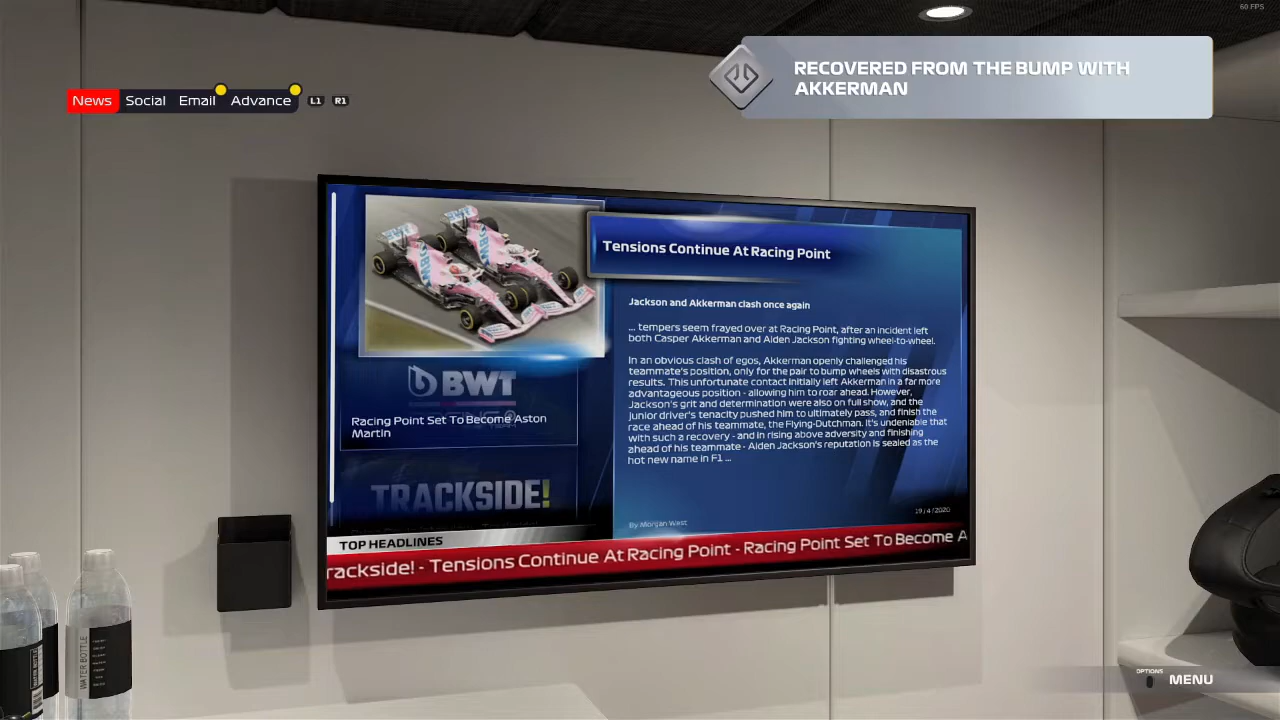 60 FPS
RECOVERED FROM THE BUMP WITH
AKKERMAN
News Social Email Advance L1 R1
BWT BWT
Tensions Continue At Racing Point
Jackson and Akkerman clash once again
... tempers seem frayed over at Racing Point, after an incident left
both Casper Akkerman and Aiden Jackson fighting wheel-to-wheel.
In an obvious clash of egos, Akkerman openly challenged his
teammate's position, only for the pair to bump wheels with disastrous
results. This unfortunate contact initially left Akkerman in a far more
advantageous position - allowing him to roar ahead. However,
Jackson's grit and determination were also on full show, and the
junior driver's tenacity pushed him to ultimately pass, and finish the
race ahead of his teammate, the Flying-Dutchman. It's undeniable that
with such a recovery - and in rising above adversity and finishing
ahead of his teammate - Aiden Jackson's reputation is sealed as the
hot new name in F1 ...
By Morgan West
19/4/2020
BWT
Racing Point Set To Become Aston
Martin
TRACKSIDE!
TOP HEADLINES
rackside! - Tensions Continue At Racing Point - Racing Point Set To Become A
WATER BOTTLE
OPTIONS
MENU